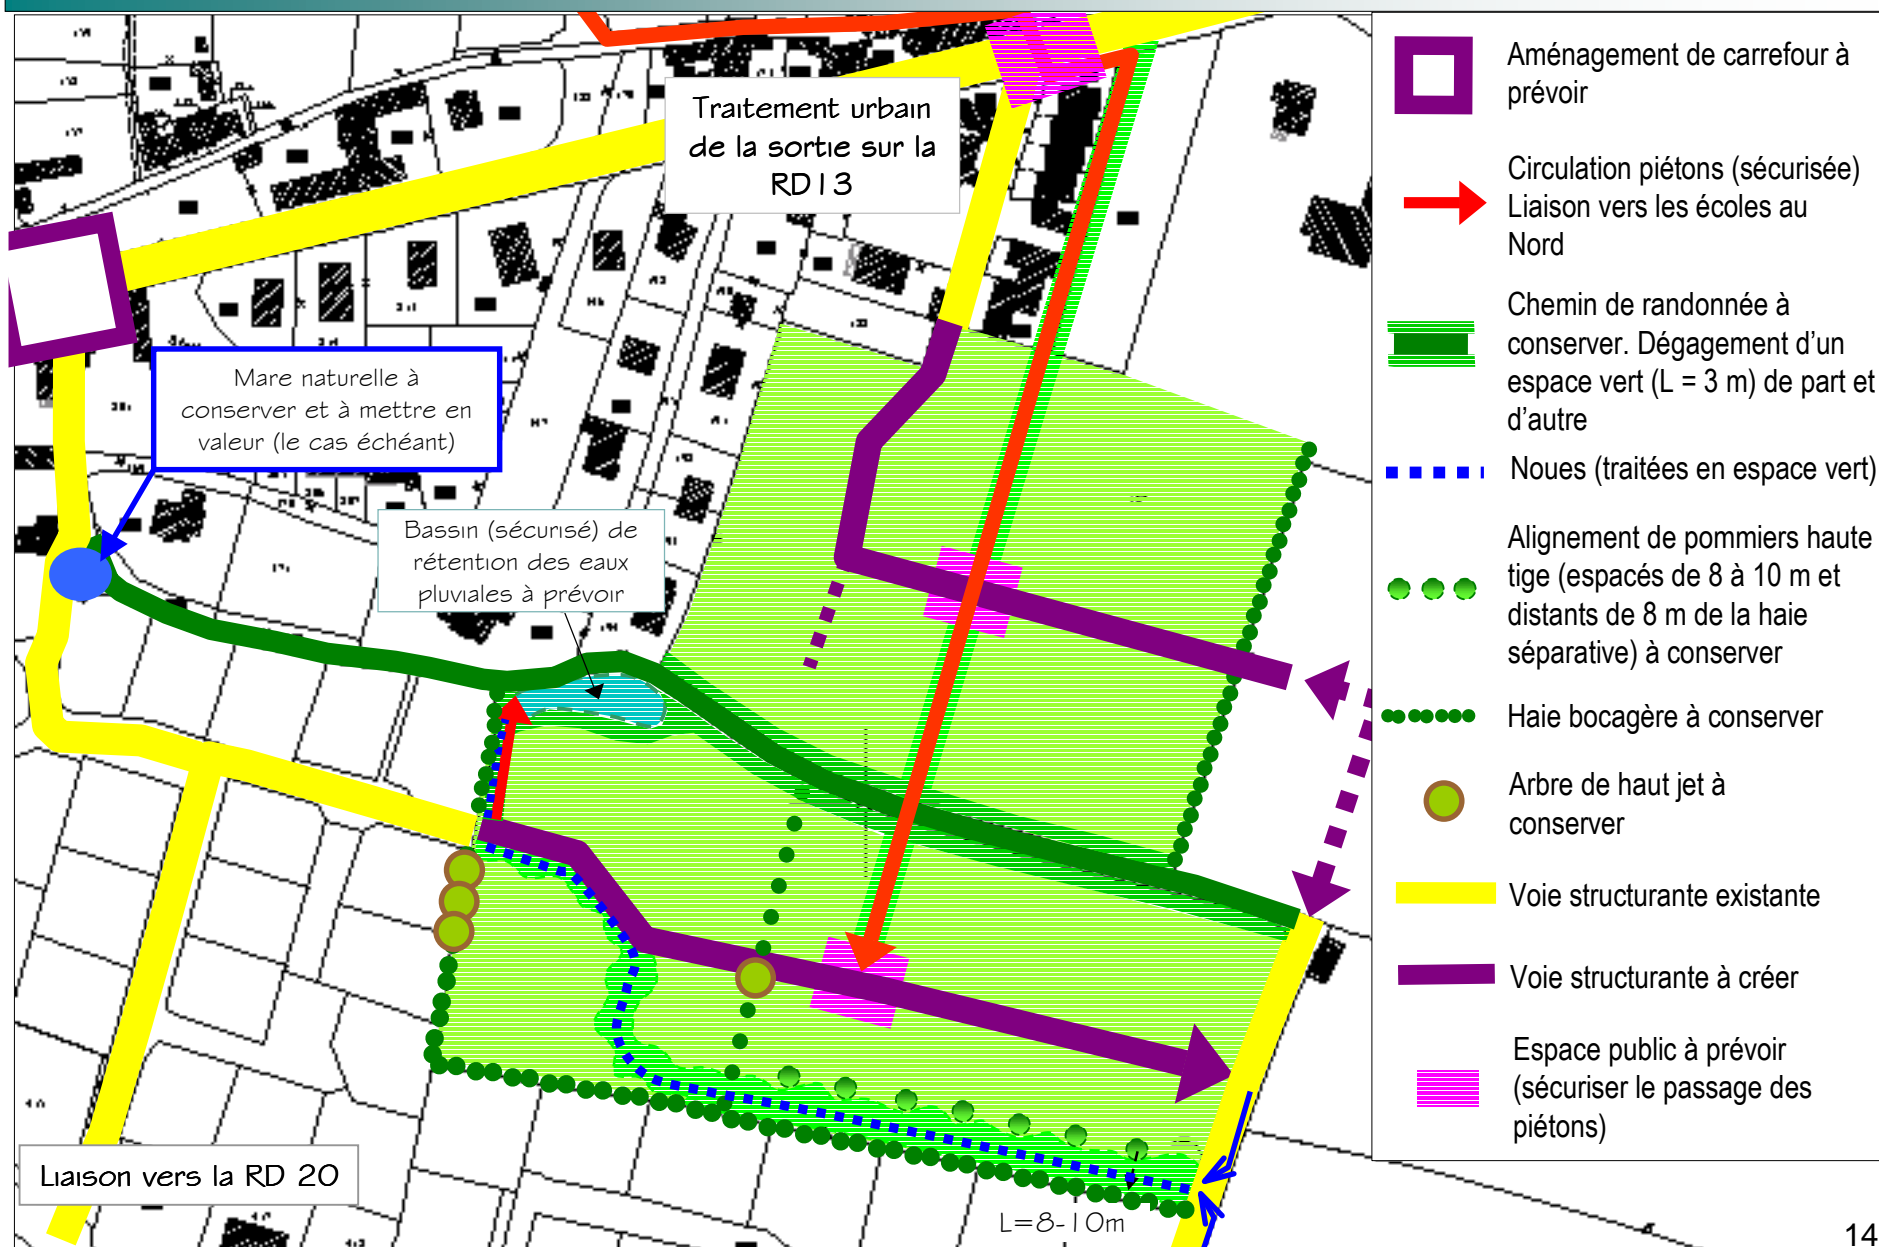 Traitement urbain
de la sortie sur la
RD13
Mare naturelle à
conserver et à mettre en
valeur (le cas échéant)
Bassin (sécurisé) de
rétention des eaux
pluviales à prévoir
Liaison vers la RD 20
L=8-10m
Aménagement de carrefour à
prévoir
Circulation piétons (sécurisée)
Liaison vers les écoles au
Nord
Chemin de randonnée à
conserver. Dégagement d’un
espace vert (L = 3 m) de part et
d’autre
Noues (traitées en espace vert)
Alignement de pommiers haute
tige (espacés de 8 à 10 m et
distants de 8 m de la haie
séparative) à conserver
Haie bocagère à conserver
Arbre de haut jet à
conserver
Voie structurante existante
Voie structurante à créer
Espace public à prévoir
(sécuriser le passage des
piétons)
14